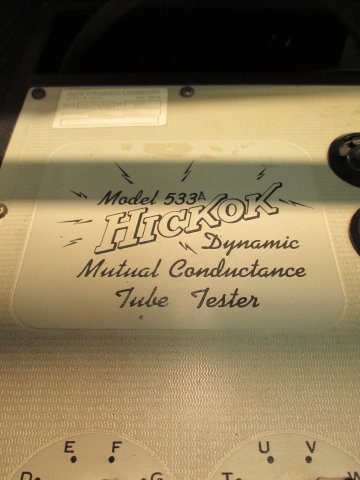 Model 533A
HICKOK
Dynamic
Mutual Conductance
Tube Tester
E F
D G
U V
T W